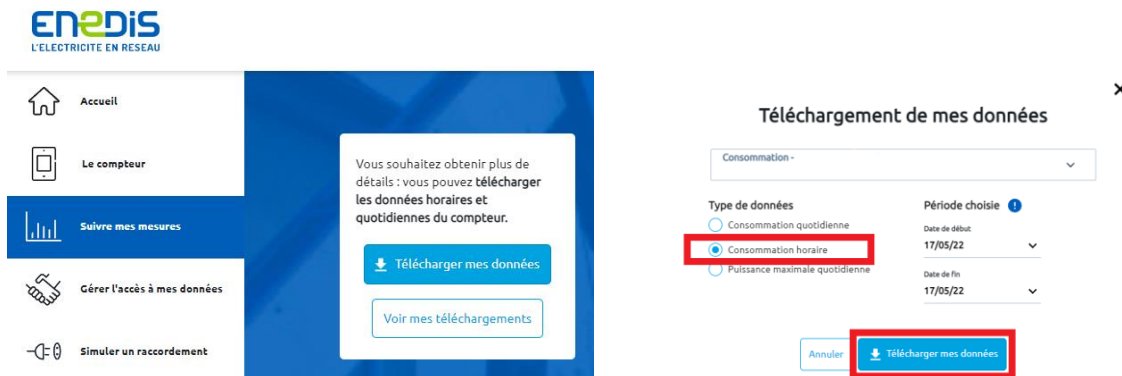 ENEDIS
L'ELECTRICITE EN RESEAU
Accueil
Le compteur
Suivre mes mesures
Gérer l'accès à mes données
Simuler un raccordement
Vous souhaitez obtenir plus de
détails : vous pouvez télécharger
les données horaires et
quotidiennes du compteur.
Télécharger mes données
Voir mes téléchargements
Téléchargement de mes données
Consommation -
Type de données
Consommation quotidienne
Consommation horaire
Puissance maximale quotidienne
Période choisie
Date de début
17/05/22
Date de fin
17/05/22
Annuler
Télécharger mes données